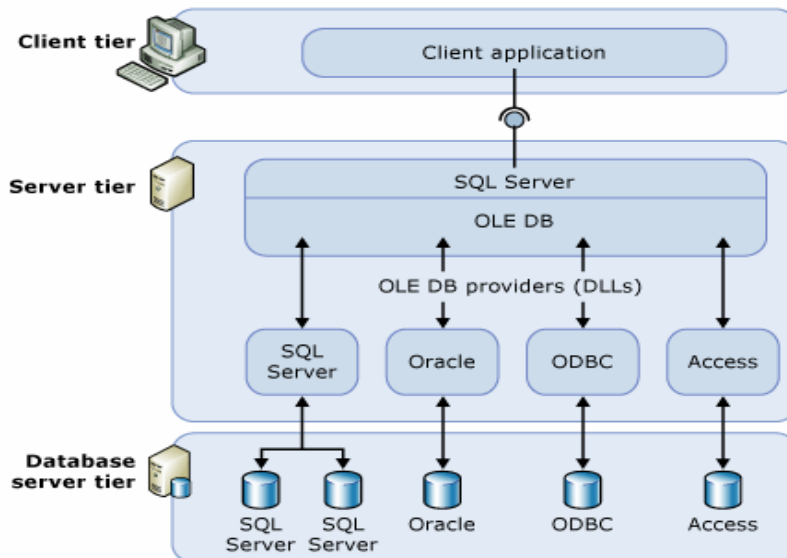 Client tier
Client application
Server tier
SQL Server
OLE DB
OLE DB providers (DLLs)
SQL
Server
Oracle
ODBC
Access
Database
server tier
SQL
Server
SQL
Server
Oracle
ODBC
Access